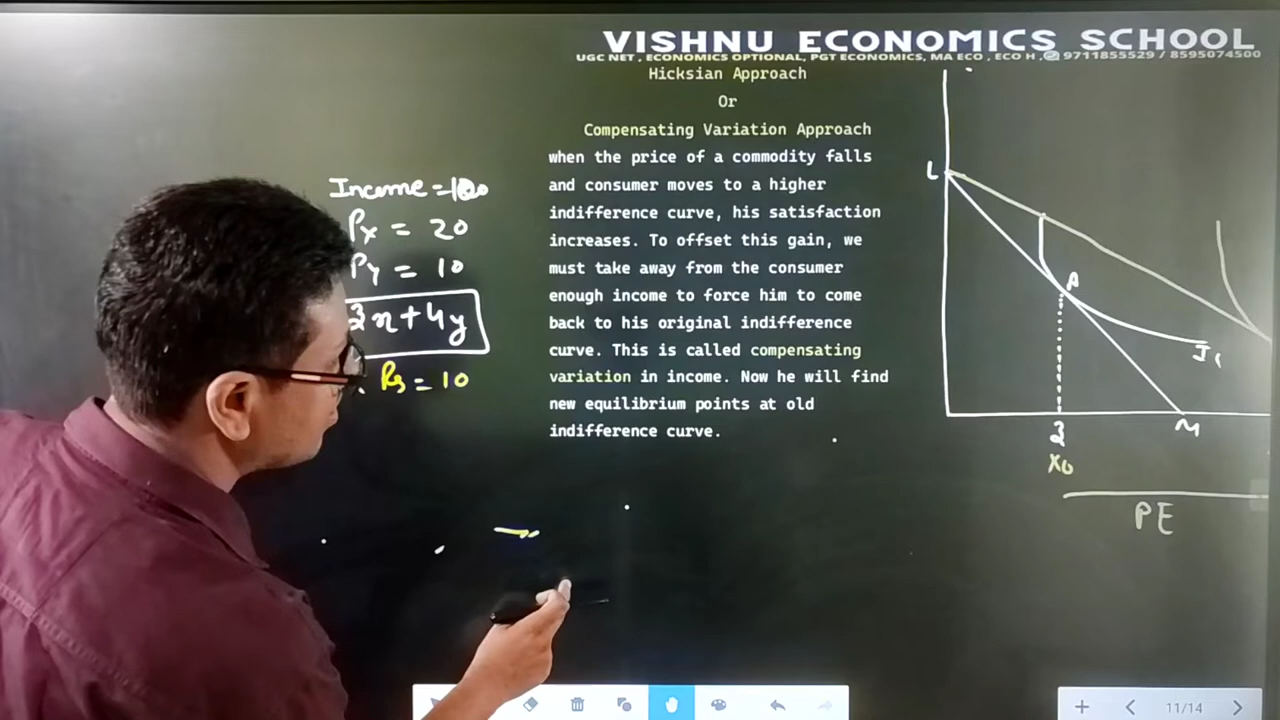 VISHNU ECONOMICS SCHOOL
UGC NET , ECONOMICS OPTIONAL, PGT ECONOMICS, MA ECO , ECO H , 9711855529 / 8595074500
Hicksian Approach
Or
Compensating Variation Approach
when the price of a commodity falls
and consumer moves to a higher
indifference curve, his satisfaction
increases. To offset this gain, we
must take away from the consumer
enough income to force him to come
back to his original indifference
curve. This is called compensating
variation in income. Now he will find
new equilibrium points at old
indifference curve.
Income = 100
Px = 20
Py = 10
3x+4y
= 10
L
A
I1
3
M
PE
11/14